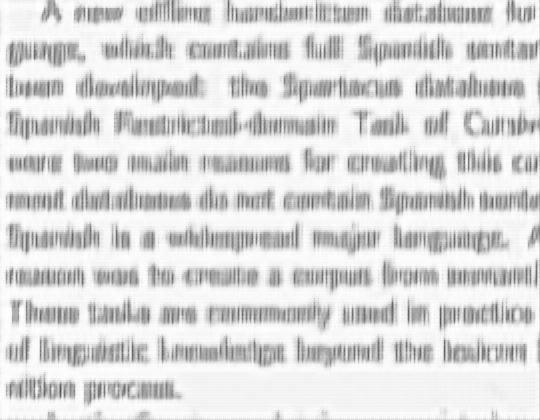 A new offline handwritten database for
guage, which contains full Spanish senten
been developed: the Spartacus database
Spanish Restricted-domain Task of Cursive
were two main reasons for creating this cor
most databases do not contain Spanish sente
Spanish is a widespread major language. A
reason was to create a corpus from semanti
These tasks are commonly used in practice
of linguistic knowledge beyond the lexicon
nition process.